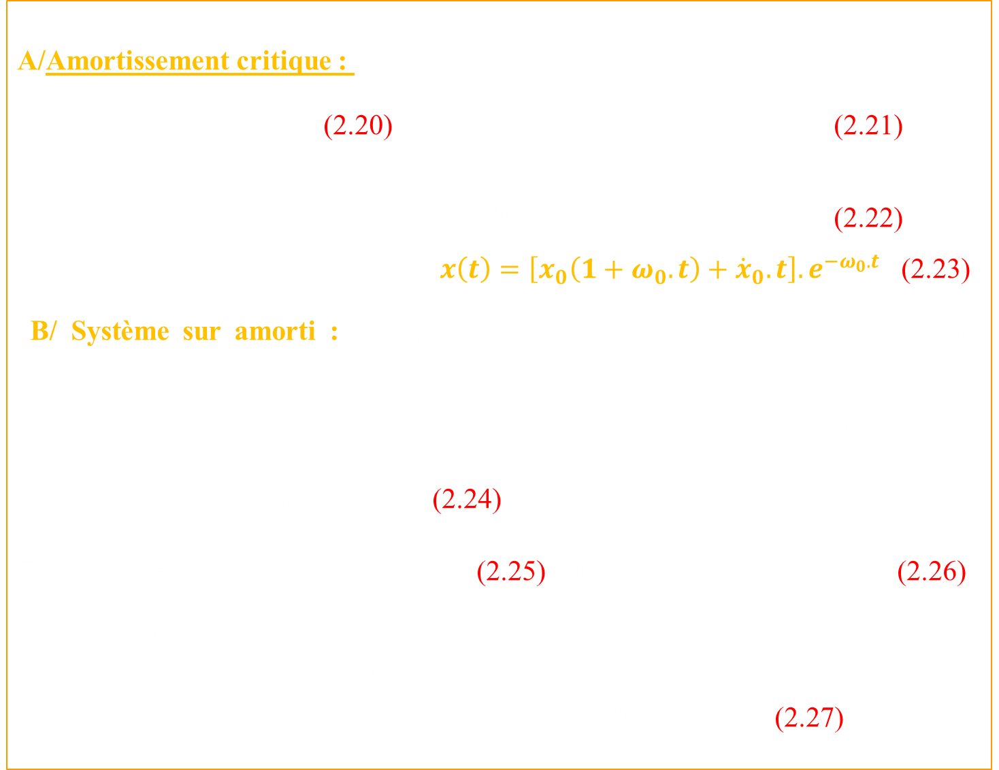 A/Amortissement critique :
(2.20) (2.21)
(2.22)
x(t) = [x₀(1 + ω₀.t) + ẋ₀.t].e^{−ω₀.t} (2.23)
B/ Système sur amorti :
(2.24)
(2.25) (2.26)
(2.27)